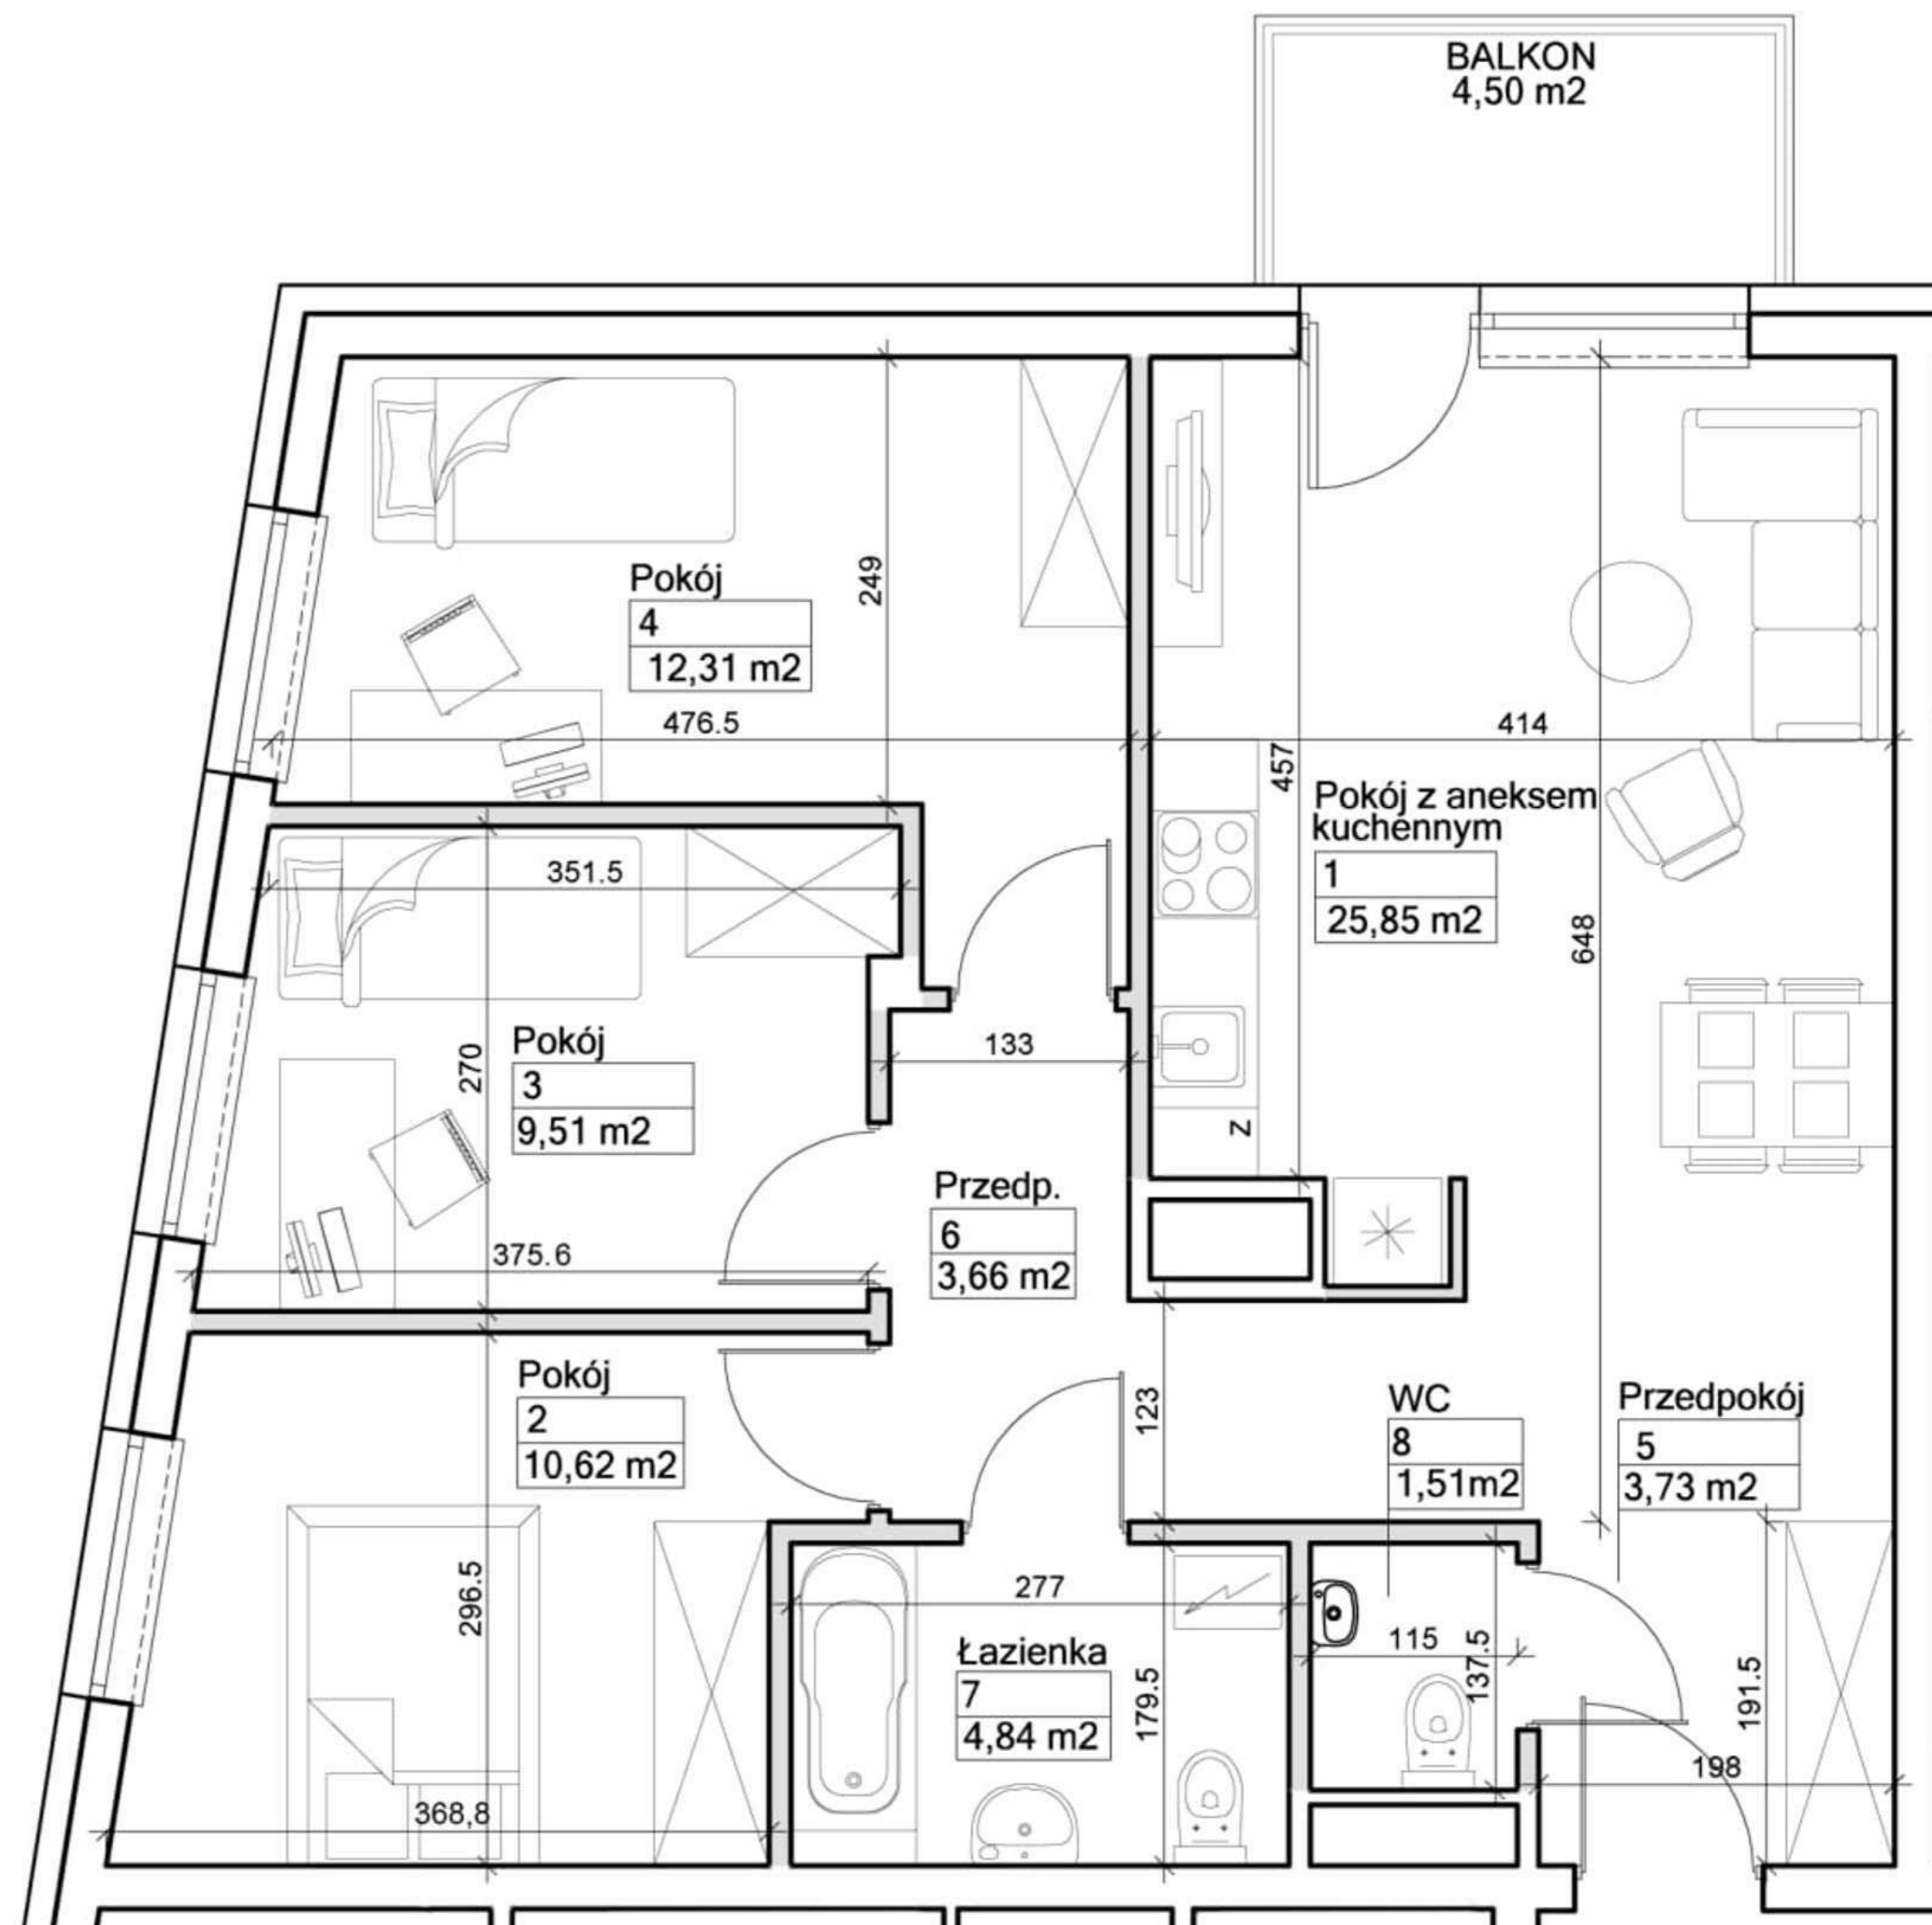 BALKON
4,50 m2
Pokój
4
12,31 m2
249
476.5
414
457
Pokój z aneksem
kuchennym
1
25,85 m2
648
351.5
Pokój
3
9,51 m2
270
133
Z
375.6
Przedp.
6
3,66 m2
Pokój
2
10,62 m2
123
WC
8
1,51m2
Przedpokój
5
3,73 m2
296.5
277
Łazienka
7
4,84 m2
179.5
115
137.5
191.5
198
368,8